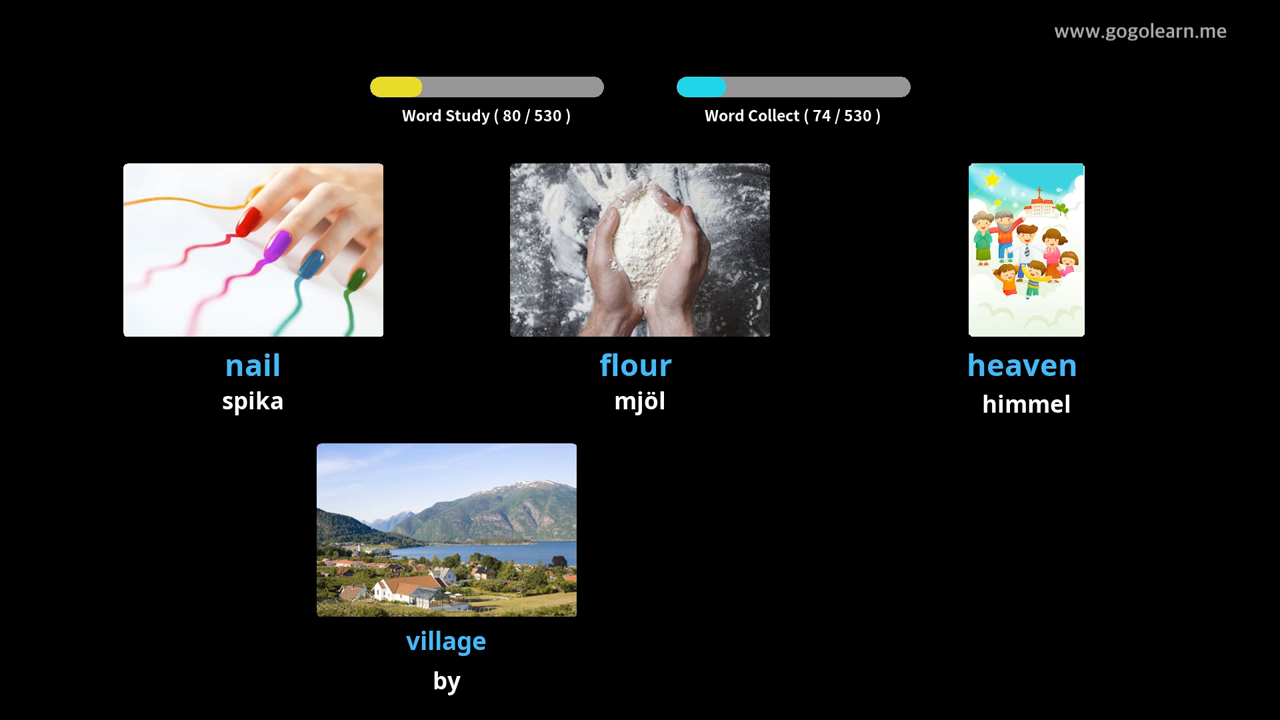 www.gogolearn.me
Word Study ( 80 / 530 )
Word Collect ( 74 / 530 )
nail
spika
flour
mjöl
heaven
himmel
village
by